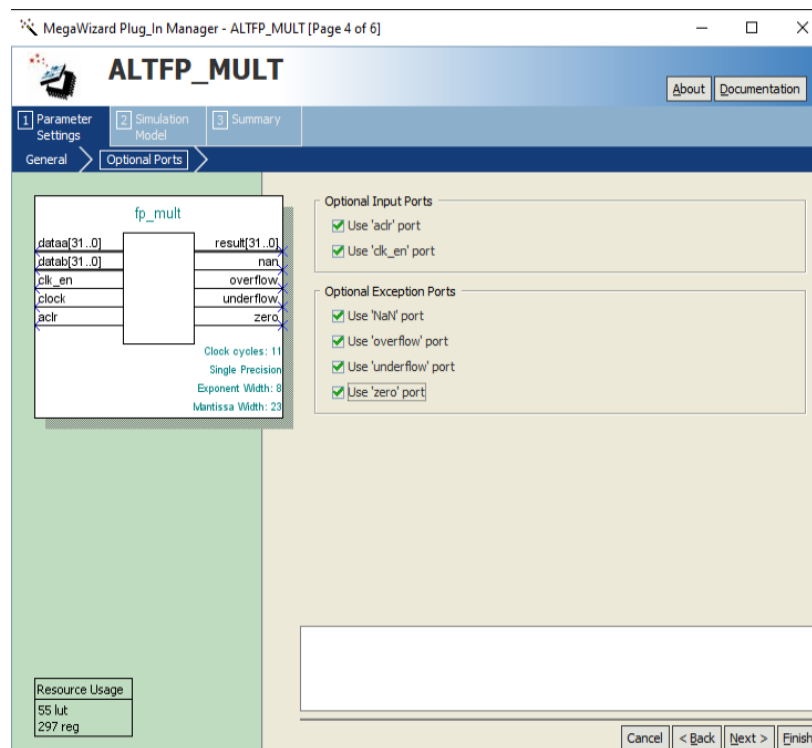 MegaWizard Plug_In Manager - ALTFP_MULT [Page 4 of 6]
ALTFP_MULT
About Documentation
1 Parameter Settings
2 Simulation Model
3 Summary
General
Optional Ports
fp_mult
dataa[31..0] result[31..0]
datab[31..0] nan
clk_en overflow
clock underflow
aclr zero
Clock cycles: 11
Single Precision
Exponent Width: 8
Mantissa Width: 23
Optional Input Ports
Use 'aclr' port
Use 'clk_en' port
Optional Exception Ports
Use 'NaN' port
Use 'overflow' port
Use 'underflow' port
Use 'zero' port
Resource Usage
55 lut
297 reg
Cancel < Back Next > Finish